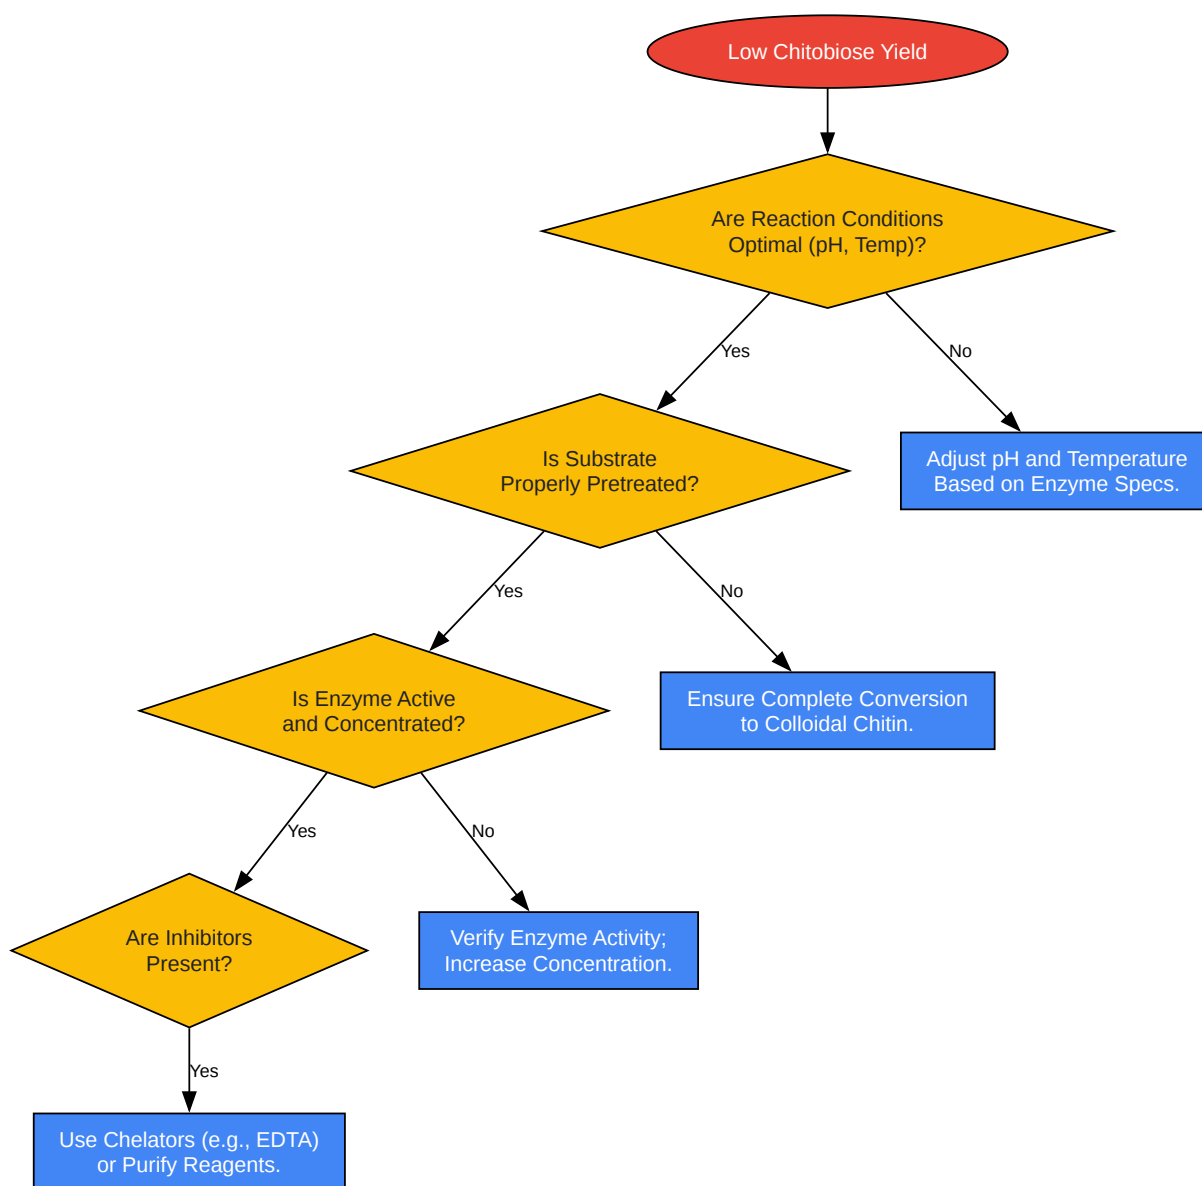 Low Chitobiose Yield
Are Reaction Conditions
Optimal (pH, Temp)?
Yes
No
Is Substrate
Properly Pretreated?
Adjust pH and Temperature
Based on Enzyme Specs.
Yes
No
Is Enzyme Active
and Concentrated?
Ensure Complete Conversion
to Colloidal Chitin.
Yes
No
Are Inhibitors
Present?
Verify Enzyme Activity;
Increase Concentration.
Yes
Use Chelators (e.g., EDTA)
or Purify Reagents.